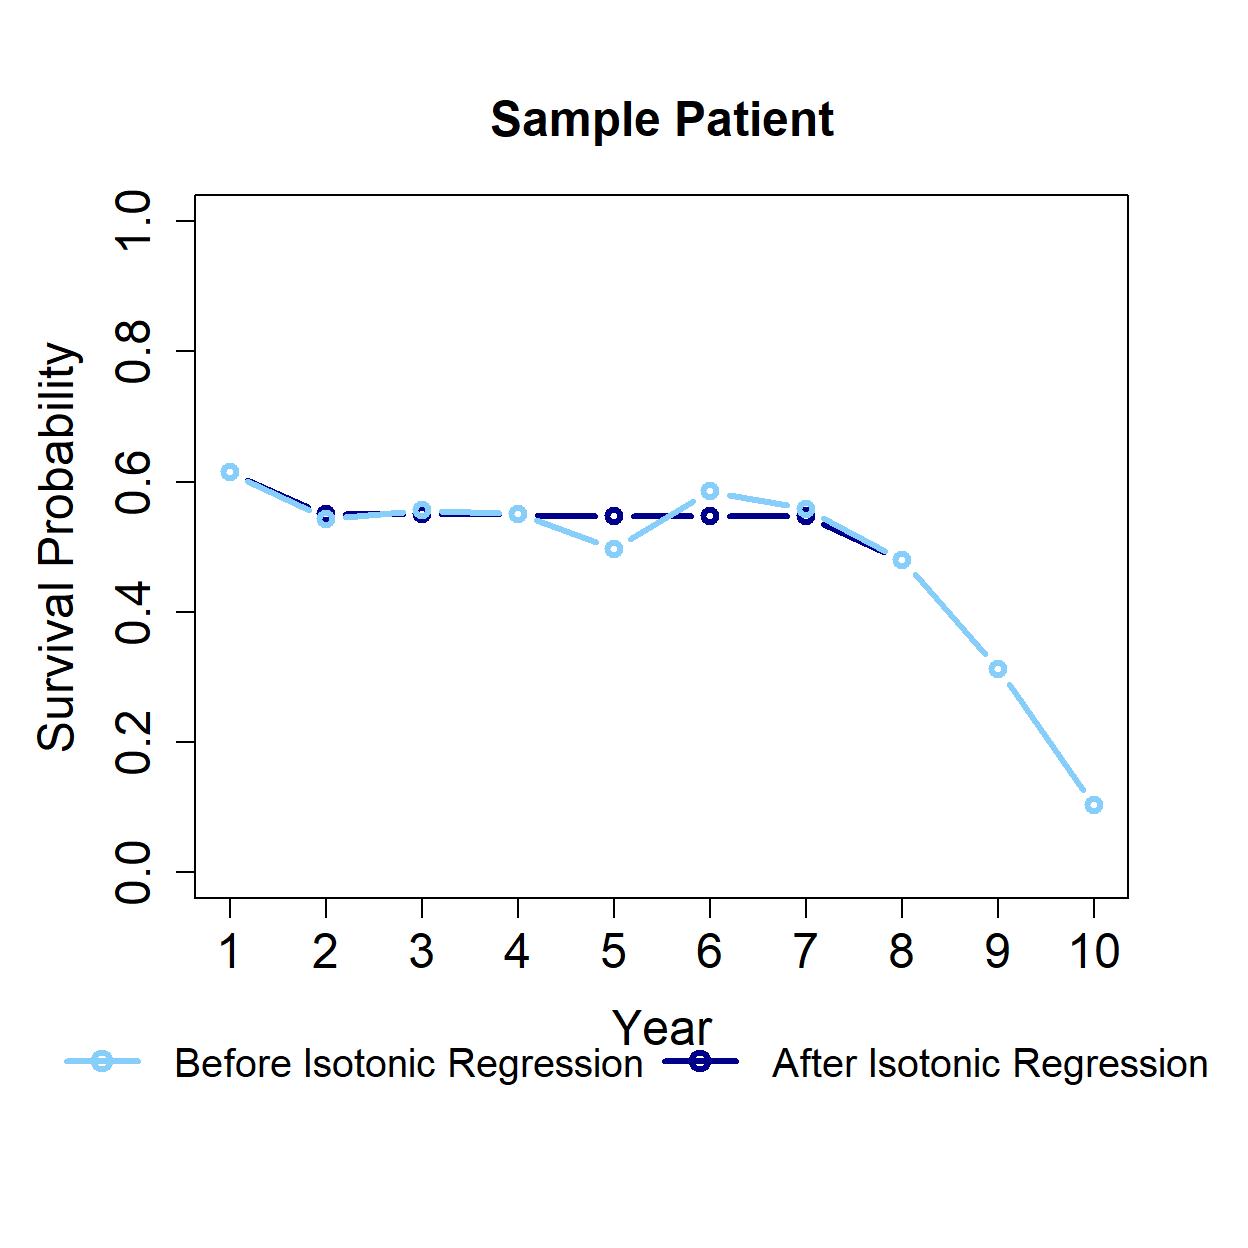 Sample Patient
Survival Probability
1.0
0.8
0.6
0.4
0.2
0.0
1 2 3 4 5 6 7 8 9 10
Year
Before Isotonic Regression After Isotonic Regression